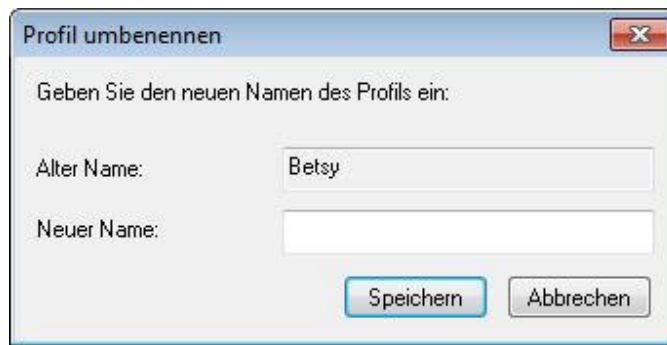 Profil umbenennen
Geben Sie den neuen Namen des Profils ein:
Alter Name: Betsy
Neuer Name:
Speichern Abbrechen